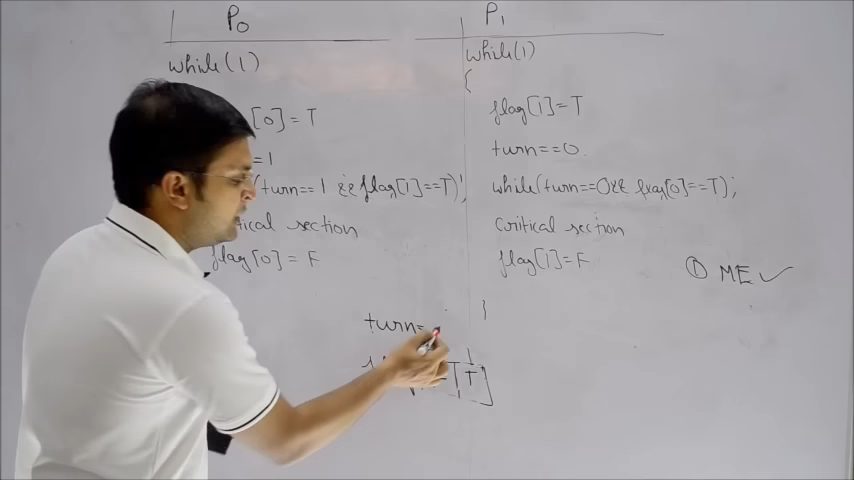 P0 P1
while(1) while(1)
{
[0] = T flag[1] = T
= 1 turn==0.
(turn==1 && flag[1]==T); while(turn==0&& flag[0]==T);
tical section critical section
flag[0] = F flag[1]=F
① ME ✓
}
turn=
T T